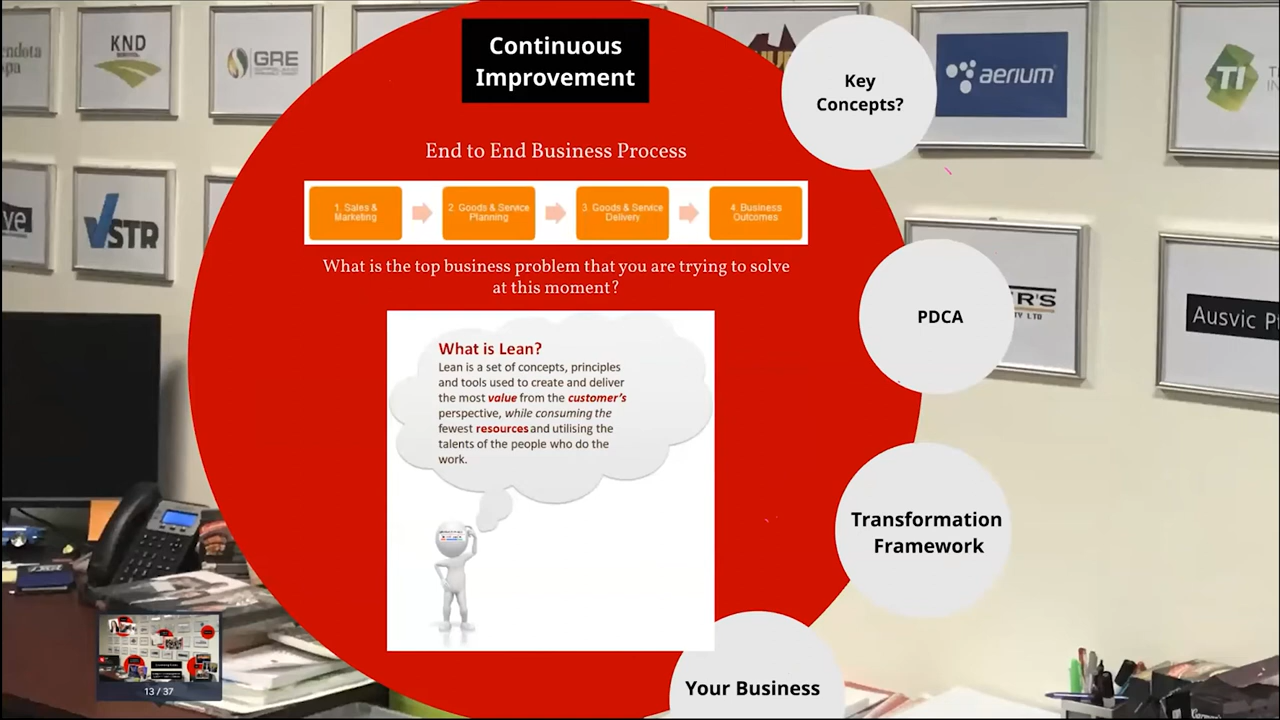 Continuous
Improvement
End to End Business Process
1. Sales &
Marketing
2. Goods & Service
Planning
3. Goods & Service
Delivery
4. Business
Outcomes
What is the top business problem that you are trying to solve
at this moment?
What is Lean?
Lean is a set of concepts, principles
and tools used to create and deliver
the most value from the customer's
perspective, while consuming the
fewest resources and utilising the
talents of the people who do the
work.
Key
Concepts?
PDCA
Transformation
Framework
Your Business
KND
GRE
aerium
TI
VSTR
R'S
TY LTD
Ausvic P
13 / 37